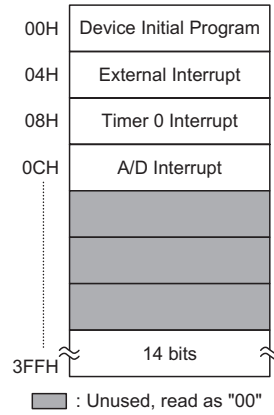 00H Device Initial Program
04H External Interrupt
08H Timer 0 Interrupt
0CH A/D Interrupt
14 bits
3FFH
: Unused, read as "00"